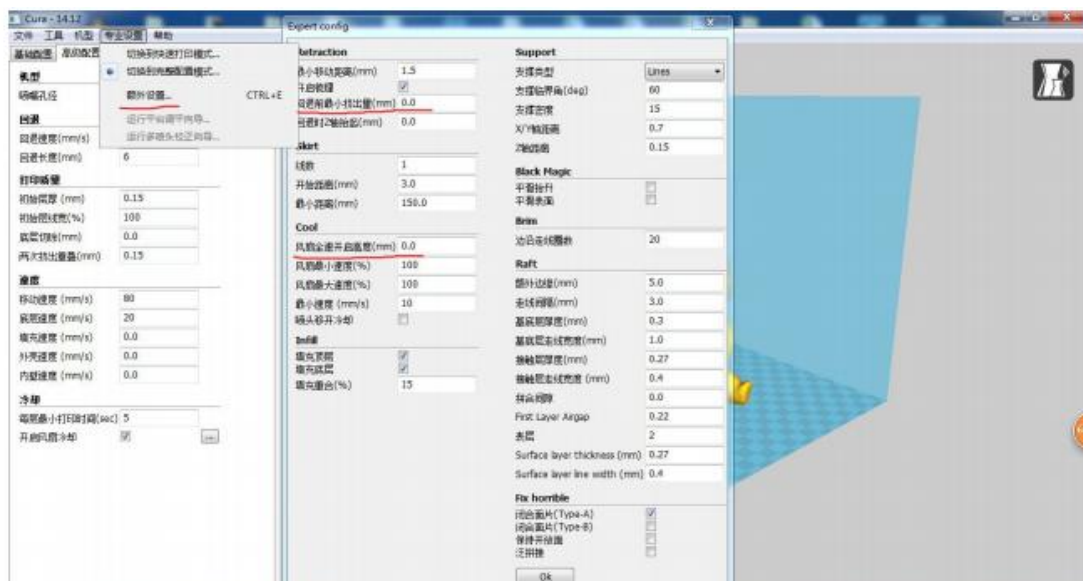 Cura - 14.12
文件 工具 机型 专业设置 帮助
基础配置 高级配置
切换到快速打印模式...
切换到完整配置模式...
额外设置... CTRL+E
运行平台调平向导...
运行多喷头校正向导...
机型
喷嘴孔径
回退
回退速度(mm/s)
回退长度(mm) 6
打印质量
初始层厚 (mm) 0.15
初始层线宽(%) 100
底层切除(mm) 0.0
两次挤出重叠(mm) 0.15
速度
移动速度 (mm/s) 80
底层速度 (mm/s) 20
填充速度 (mm/s) 0.0
外壳速度 (mm/s) 0.0
内壁速度 (mm/s) 0.0
冷却
每层最小打印时间(sec) 5
开启风扇冷却
Expert config
Retraction
最小移动距离(mm) 1.5
开启梳理
回退前最小挤出量(mm) 0.0
回退时Z轴抬起(mm) 0.0
Skirt
线数 1
开始距离(mm) 3.0
最小距离(mm) 150.0
Cool
风扇全速开启高度(mm) 0.0
风扇最小速度(%) 100
风扇最大速度(%) 100
最小速度 (mm/s) 10
喷头移开冷却
Infill
填充顶层
填充底层
填充重合(%) 15
Support
支撑类型 Lines
支撑临界角(deg) 60
支撑密度 15
X/Y轴距离 0.7
Z轴距离 0.15
Black Magic
平滑抬升
平滑表面
Brim
边沿走线圈数 20
Raft
额外边缘(mm) 5.0
走线间隔(mm) 3.0
基底层厚度(mm) 0.3
基底层走线宽度(mm) 1.0
接触层厚度(mm) 0.27
接触层走线宽度 (mm) 0.4
拼合间隙 0.0
First Layer Airgap 0.22
表层 2
Surface layer thickness (mm) 0.27
Surface layer line width (mm) 0.4
Fix horrible
闭合面片(Type-A)
闭合面片(Type-B)
保持开放面
泛拼接
Ok